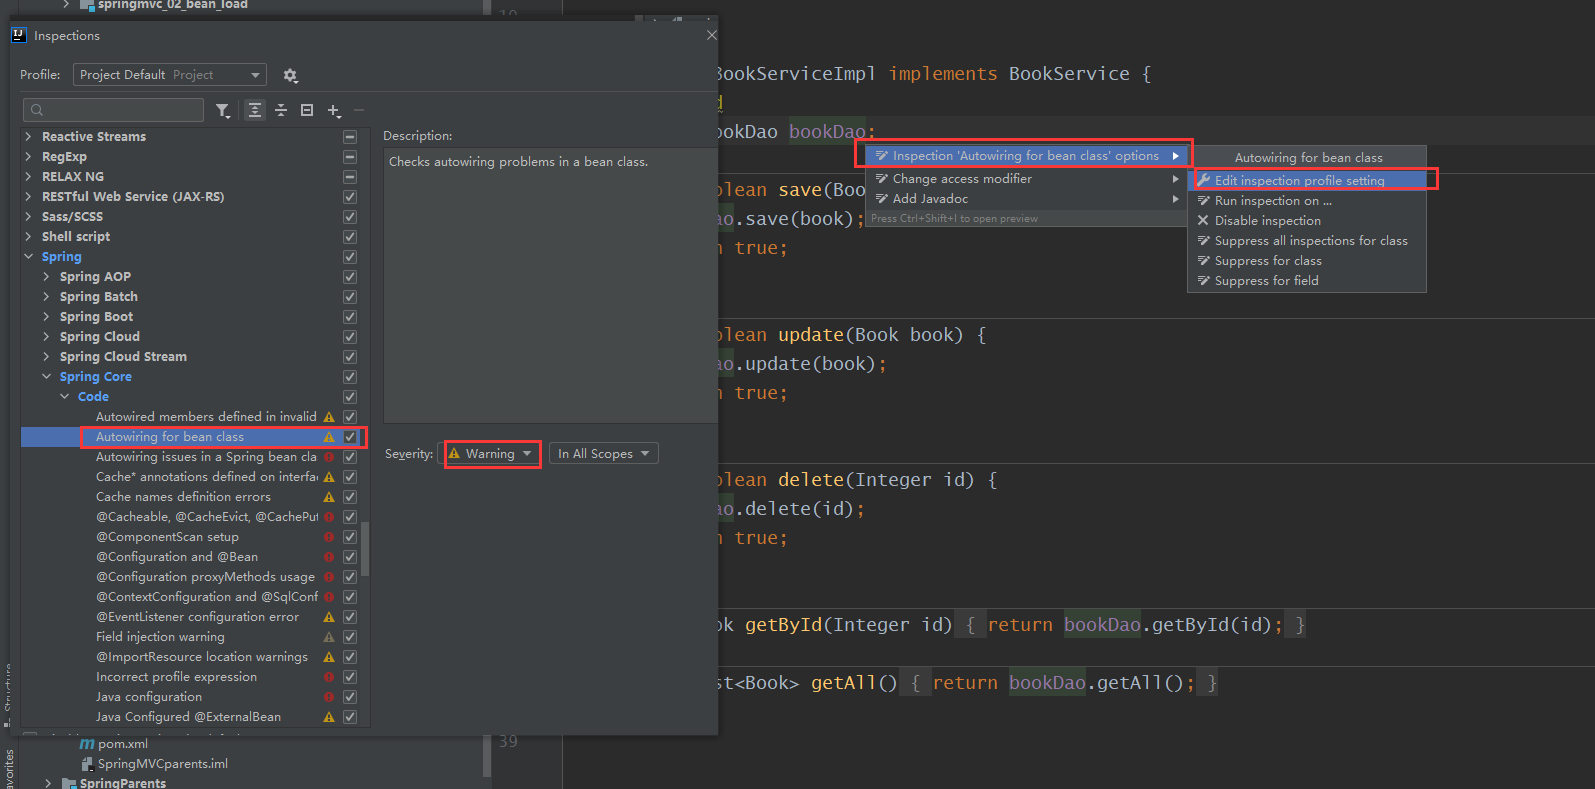 springmvc_02_bean_load
Inspections
Profile: Project Default Project
Reactive Streams
RegExp
RELAX NG
RESTful Web Service (JAX-RS)
Sass/SCSS
Shell script
Spring
Spring AOP
Spring Batch
Spring Boot
Spring Cloud
Spring Cloud Stream
Spring Core
Code
Autowired members defined in invalid
Autowiring for bean class
Autowiring issues in a Spring bean cla
Cache* annotations defined on interfac
Cache names definition errors
@Cacheable, @CacheEvict, @CachePut
@ComponentScan setup
@Configuration and @Bean
@Configuration proxyMethods usage
@ContextConfiguration and @SqlConf
@EventListener configuration error
Field injection warning
@ImportResource location warnings
Incorrect profile expression
Java configuration
Java Configured @ExternalBean
Description:
Checks autowiring problems in a bean class.
Severity: Warning In All Scopes
BookServiceImpl implements BookService {
d
ookDao bookDao;
Inspection 'Autowiring for bean class' options
Change access modifier
Add Javadoc
Press Ctrl+Shift+I to open preview
Autowiring for bean class
Edit inspection profile setting
Run inspection on ...
Disable inspection
Suppress all inspections for class
Suppress for class
Suppress for field
olean save(Boo
ao.save(book);
n true;
olean update(Book book) {
ao.update(book);
n true;
olean delete(Integer id) {
ao.delete(id);
n true;
ok getById(Integer id) { return bookDao.getById(id); }
st<Book> getAll() { return bookDao.getAll(); }
39
pom.xml
SpringMVCparents.iml
SpringParents
Structure
avorites